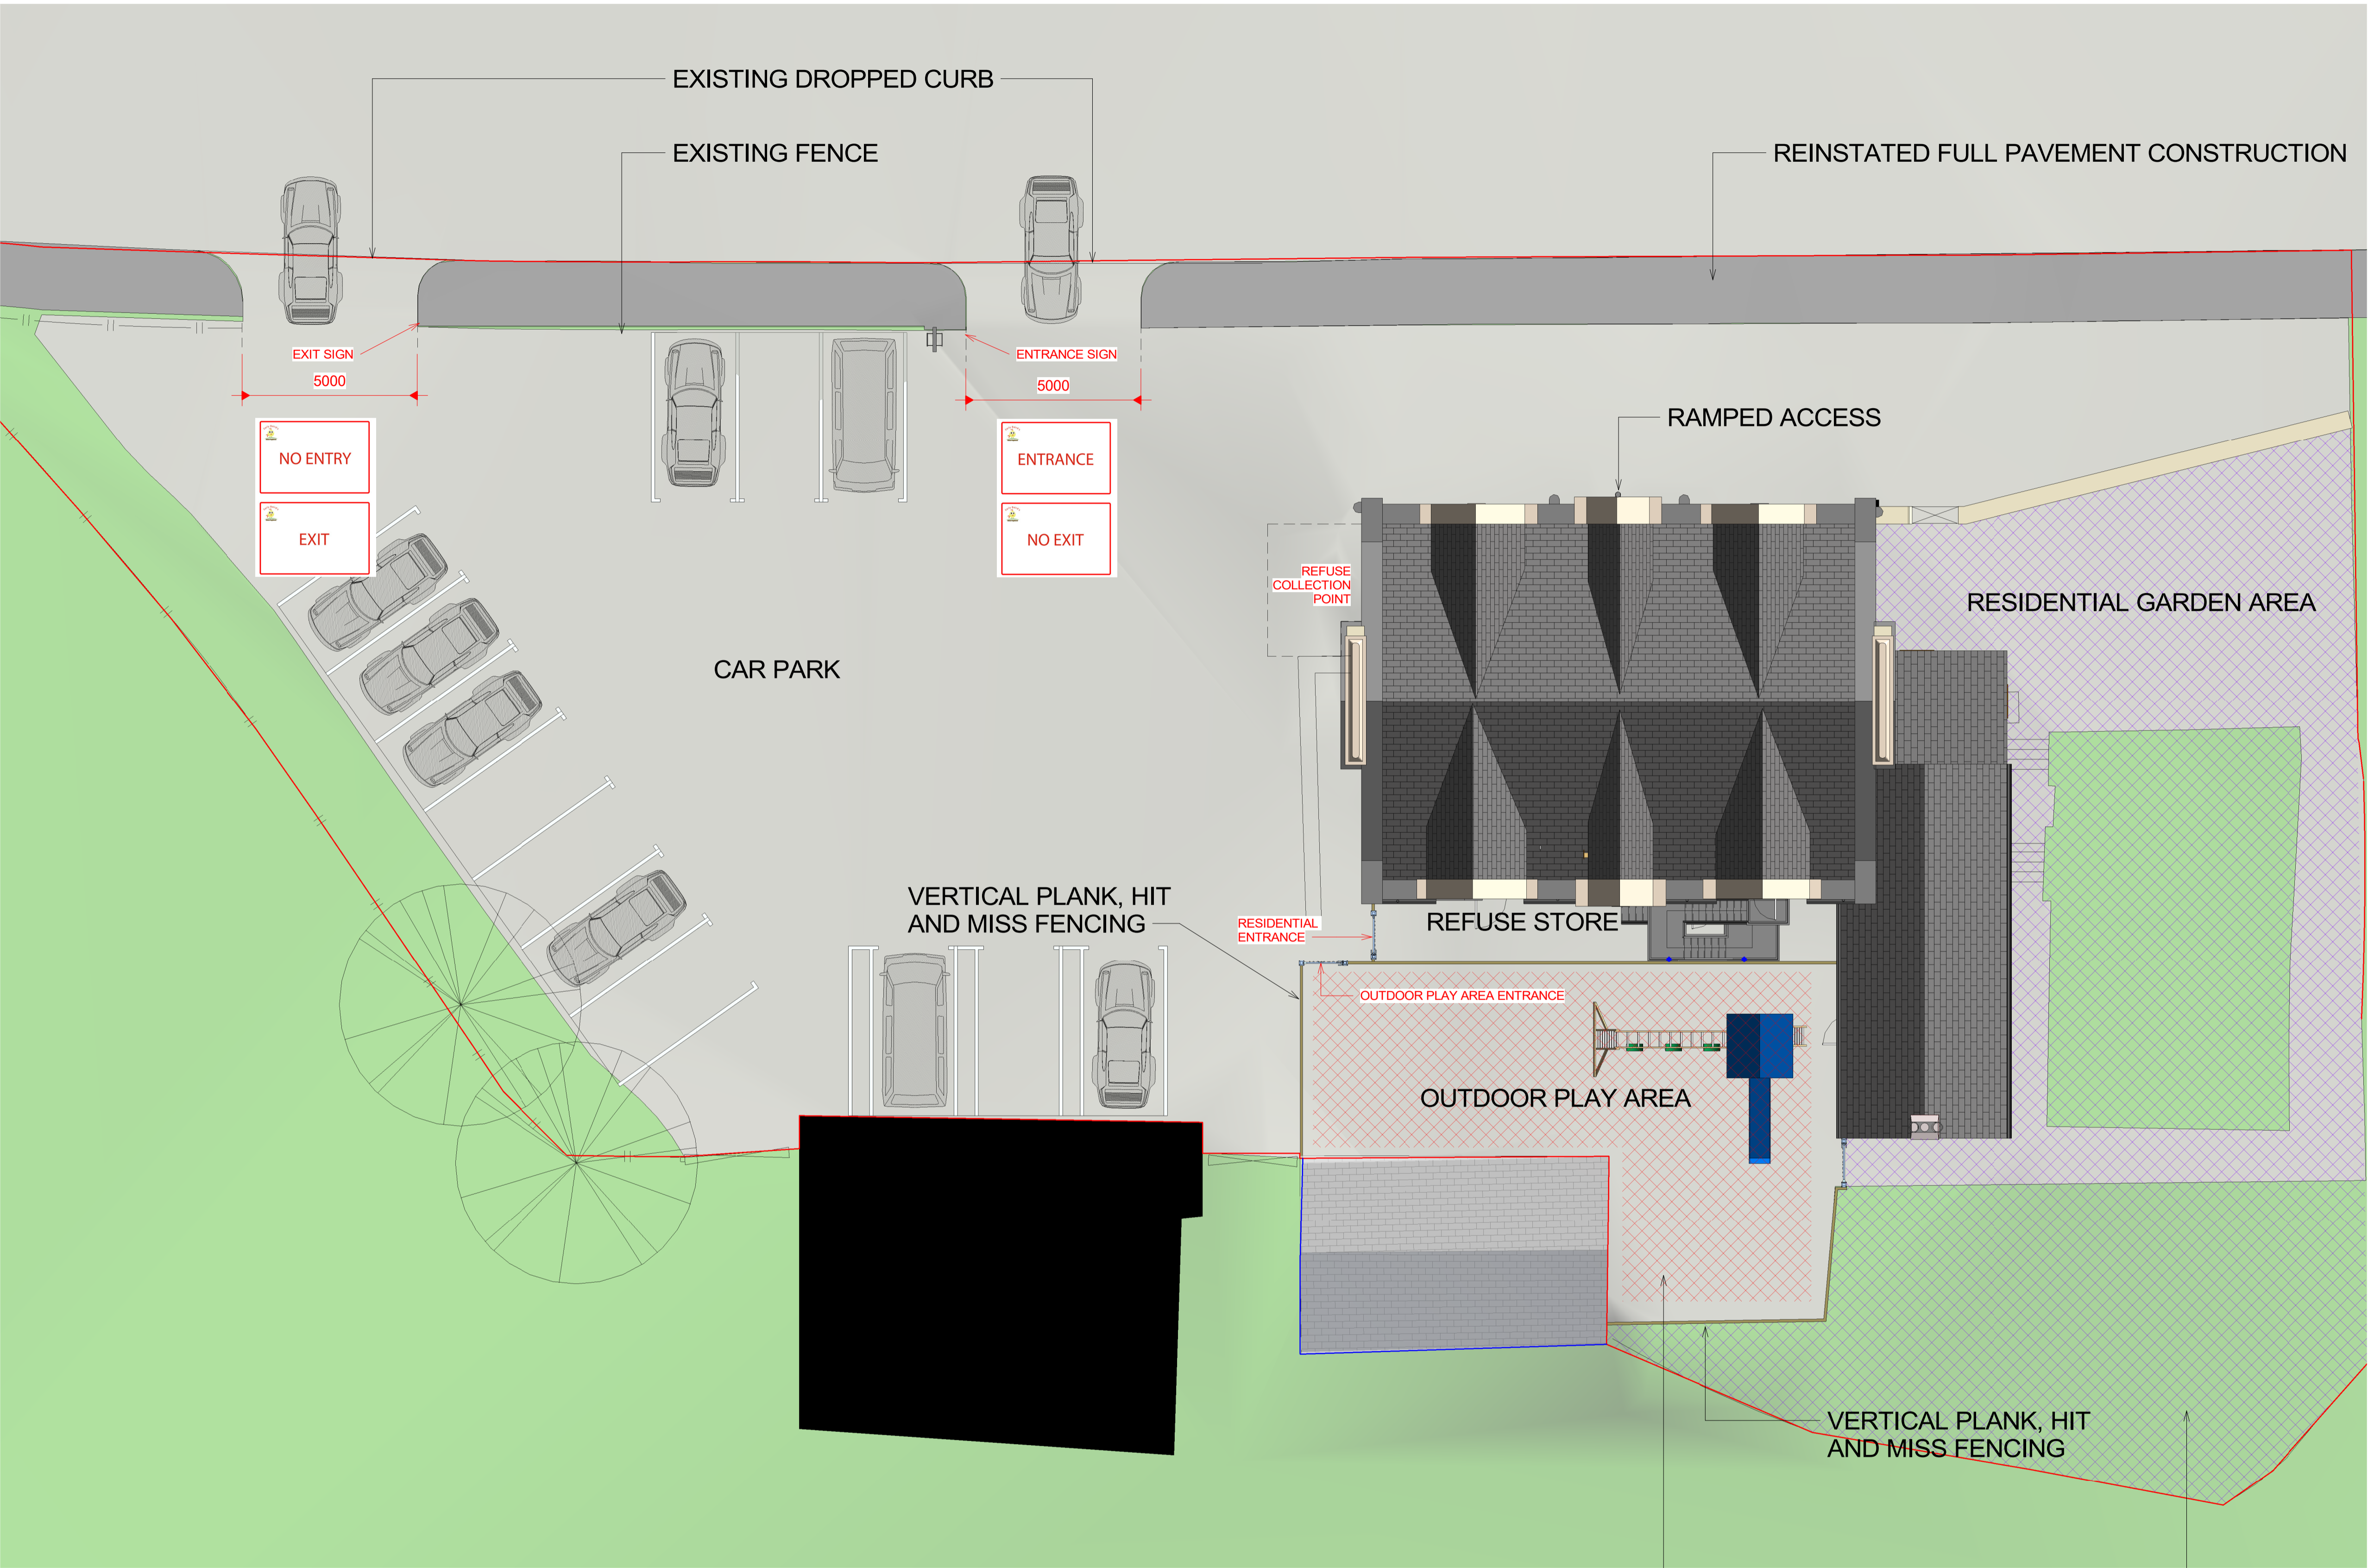 EXISTING DROPPED CURB
EXISTING FENCE
REINSTATED FULL PAVEMENT CONSTRUCTION
EXIT SIGN
5000
ENTRANCE SIGN
5000
NO ENTRY
EXIT
ENTRANCE
NO EXIT
RAMPED ACCESS
REFUSE
COLLECTION
POINT
RESIDENTIAL GARDEN AREA
CAR PARK
VERTICAL PLANK, HIT
AND MISS FENCING
RESIDENTIAL
ENTRANCE
REFUSE STORE
OUTDOOR PLAY AREA ENTRANCE
OUTDOOR PLAY AREA
VERTICAL PLANK, HIT
AND MISS FENCING